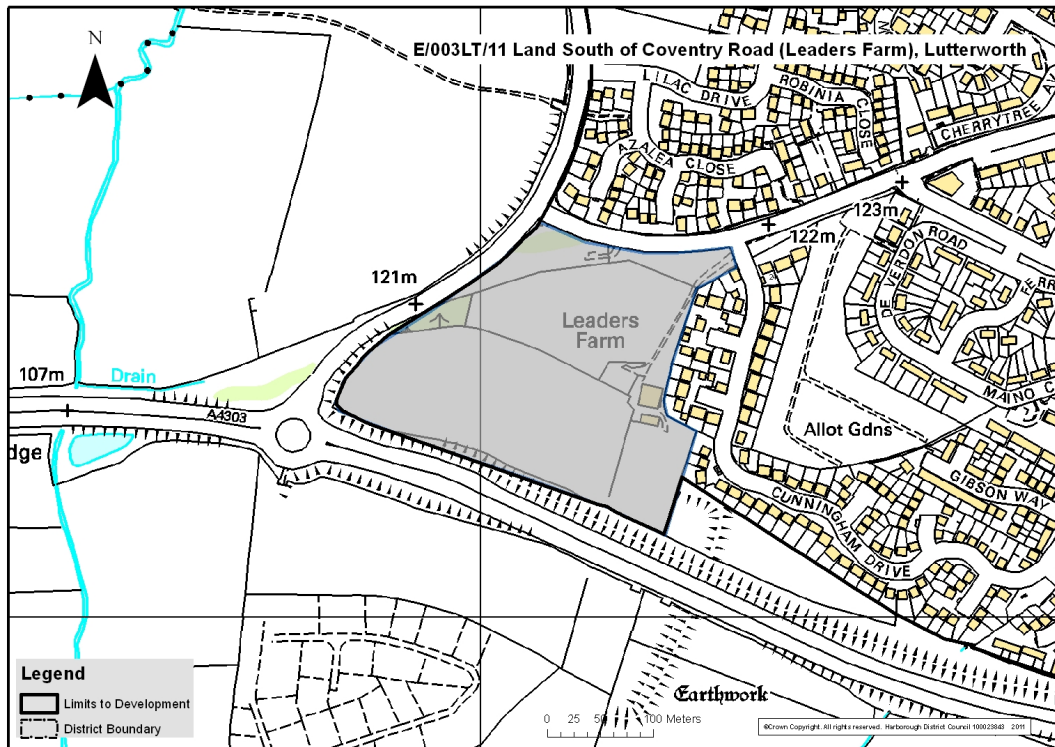 E/003LT/11 Land South of Coventry Road (Leaders Farm), Lutterworth
N
LILAC DRIVE
ROBINIA CLOSE
CHERRYTREE AV
AZALEA CLOSE
123m
122m
DE VERDON ROAD
FERR
121m
Leaders
Farm
MAINO C
107m
Drain
A4303
Allot Gdns
dge
GIBSON WAY
CUNNINGHAM DRIVE
Earthwork
Legend
Limits to Development
District Boundary
0 25 50 100 Meters
©Crown Copyright. All rights reserved. Harborough District Council 100023843 2011